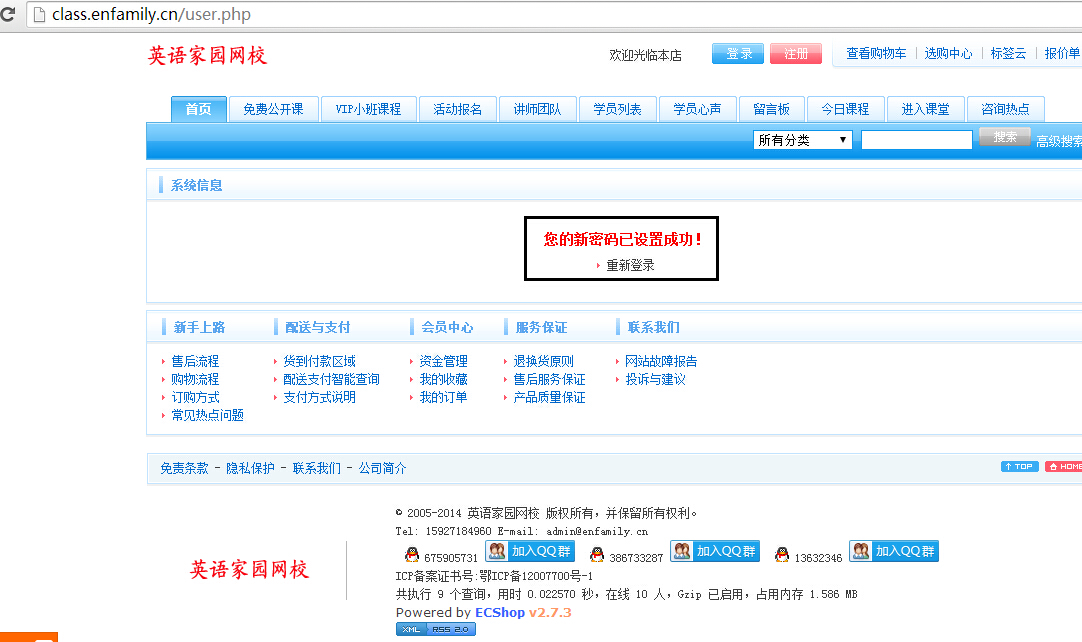 class.enfamily.cn/user.php
英语家园网校
欢迎光临本店 登录 注册 查看购物车 选购中心 标签云 报价单
首页 免费公开课 VIP小班课程 活动报名 讲师团队 学员列表 学员心声 留言板 今日课程 进入课堂 咨询热点
所有分类 搜索 高级搜索
系统信息
您的新密码已设置成功！
重新登录
新手上路 配送与支付 会员中心 服务保证 联系我们
售后流程 货到付款区域 资金管理 退换货原则 网站故障报告
购物流程 配送支付智能查询 我的收藏 售后服务保证 投诉与建议
订购方式 支付方式说明 我的订单 产品质量保证
常见热点问题
免责条款 - 隐私保护 - 联系我们 - 公司简介 TOP HOME
© 2005-2014 英语家园网校 版权所有，并保留所有权利。
Tel: 15927184960 E-mail: admin@enfamily.cn
675905731 加入QQ群 386733287 加入QQ群 13632346 加入QQ群
英语家园网校
ICP备案证书号:鄂ICP备12007700号-1
共执行 9 个查询，用时 0.022570 秒，在线 10 人，Gzip 已启用，占用内存 1.586 MB
Powered by ECShop v2.7.3
XML RSS 2.0